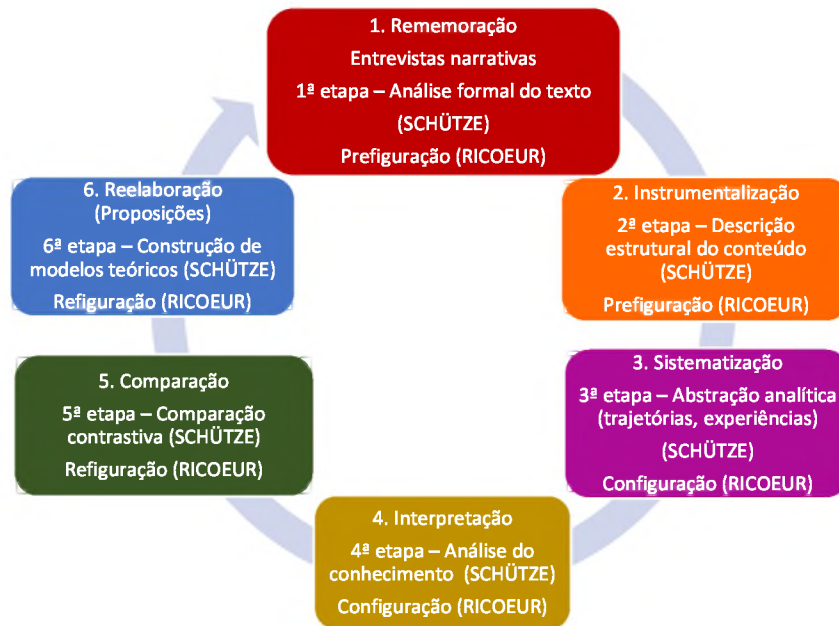 1. Rememoração
Entrevistas narrativas
1ª etapa – Análise formal do texto
(SCHÜTZE)
Prefiguração (RICOEUR)
2. Instrumentalização
2ª etapa – Descrição
estrutural do conteúdo
(SCHÜTZE)
Prefiguração (RICOEUR)
3. Sistematização
3ª etapa – Abstração analítica
(trajetórias, experiências)
(SCHÜTZE)
Configuração (RICOEUR)
4. Interpretação
4ª etapa – Análise do
conhecimento (SCHÜTZE)
Configuração (RICOEUR)
5. Comparação
5ª etapa – Comparação
contrastiva (SCHÜTZE)
Refiguração (RICOEUR)
6. Reelaboração
(Proposições)
6ª etapa – Construção de
modelos teóricos (SCHÜTZE)
Refiguração (RICOEUR)